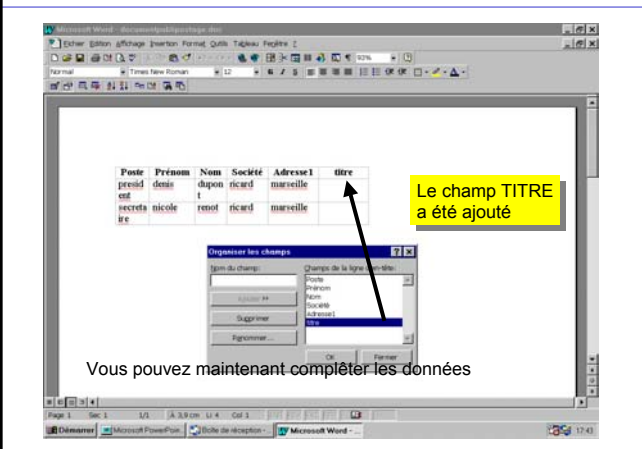 Microsoft Word - documentpublipostage.doc
Fichier Edition Affichage Insertion Format Outils Tableau Fenêtre ?
93%
Normal Times New Roman 12 G I S
Poste Prénom Nom Société Adresse1 titre
presid denis dupon ricard marseille
ent t
secreta nicole renot ricard marseille
ire
Le champ TITRE
a été ajouté
Organiser les champs
Nom du champ: Champs de la ligne d'en-tête:
Poste
Prénom
Ajouter >>
Nom
Société
Supprimer
Adresse1
titre
Renommer...
OK Fermer
Vous pouvez maintenant complêter les données
Page 1 Sec 1 1/1 À 3,9 cm Li 4 Col 1
Démarrer Microsoft PowerPoin... Boîte de réception - ... Microsoft Word - ... 17:43